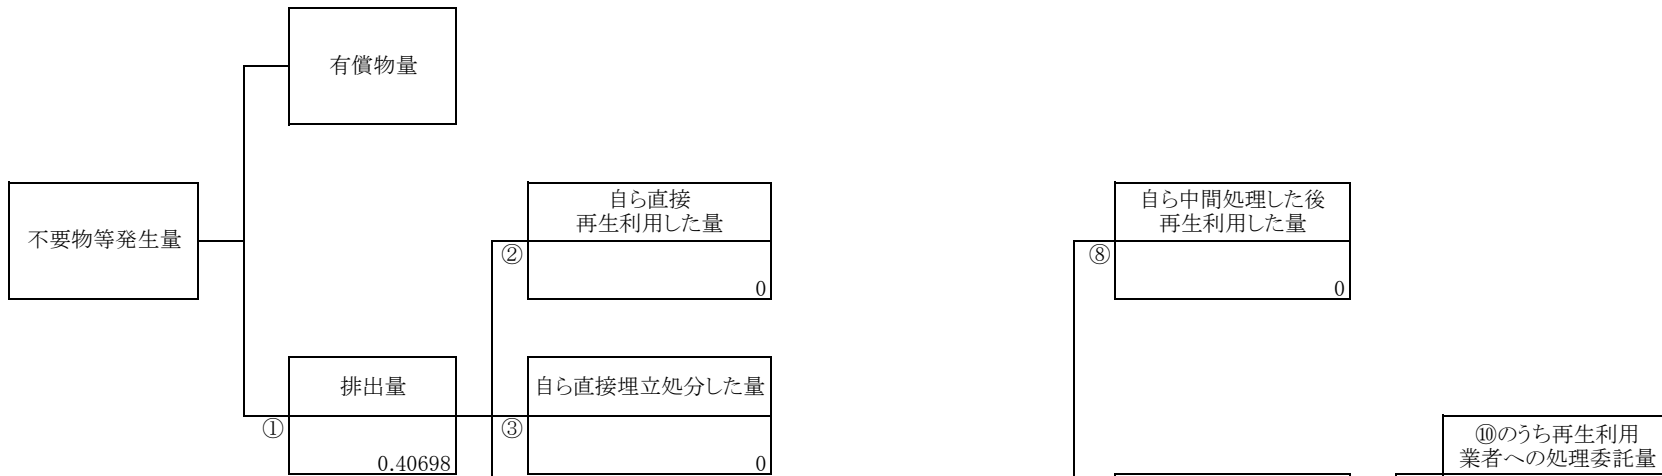 有償物量
不要物等発生量
自ら直接
再生利用した量
②
0
自ら中間処理した後
再生利用した量
⑧
0
排出量
①
0.40698
自ら直接埋立処分した量
③
0
⑩のうち再生利用
業者への処理委託量